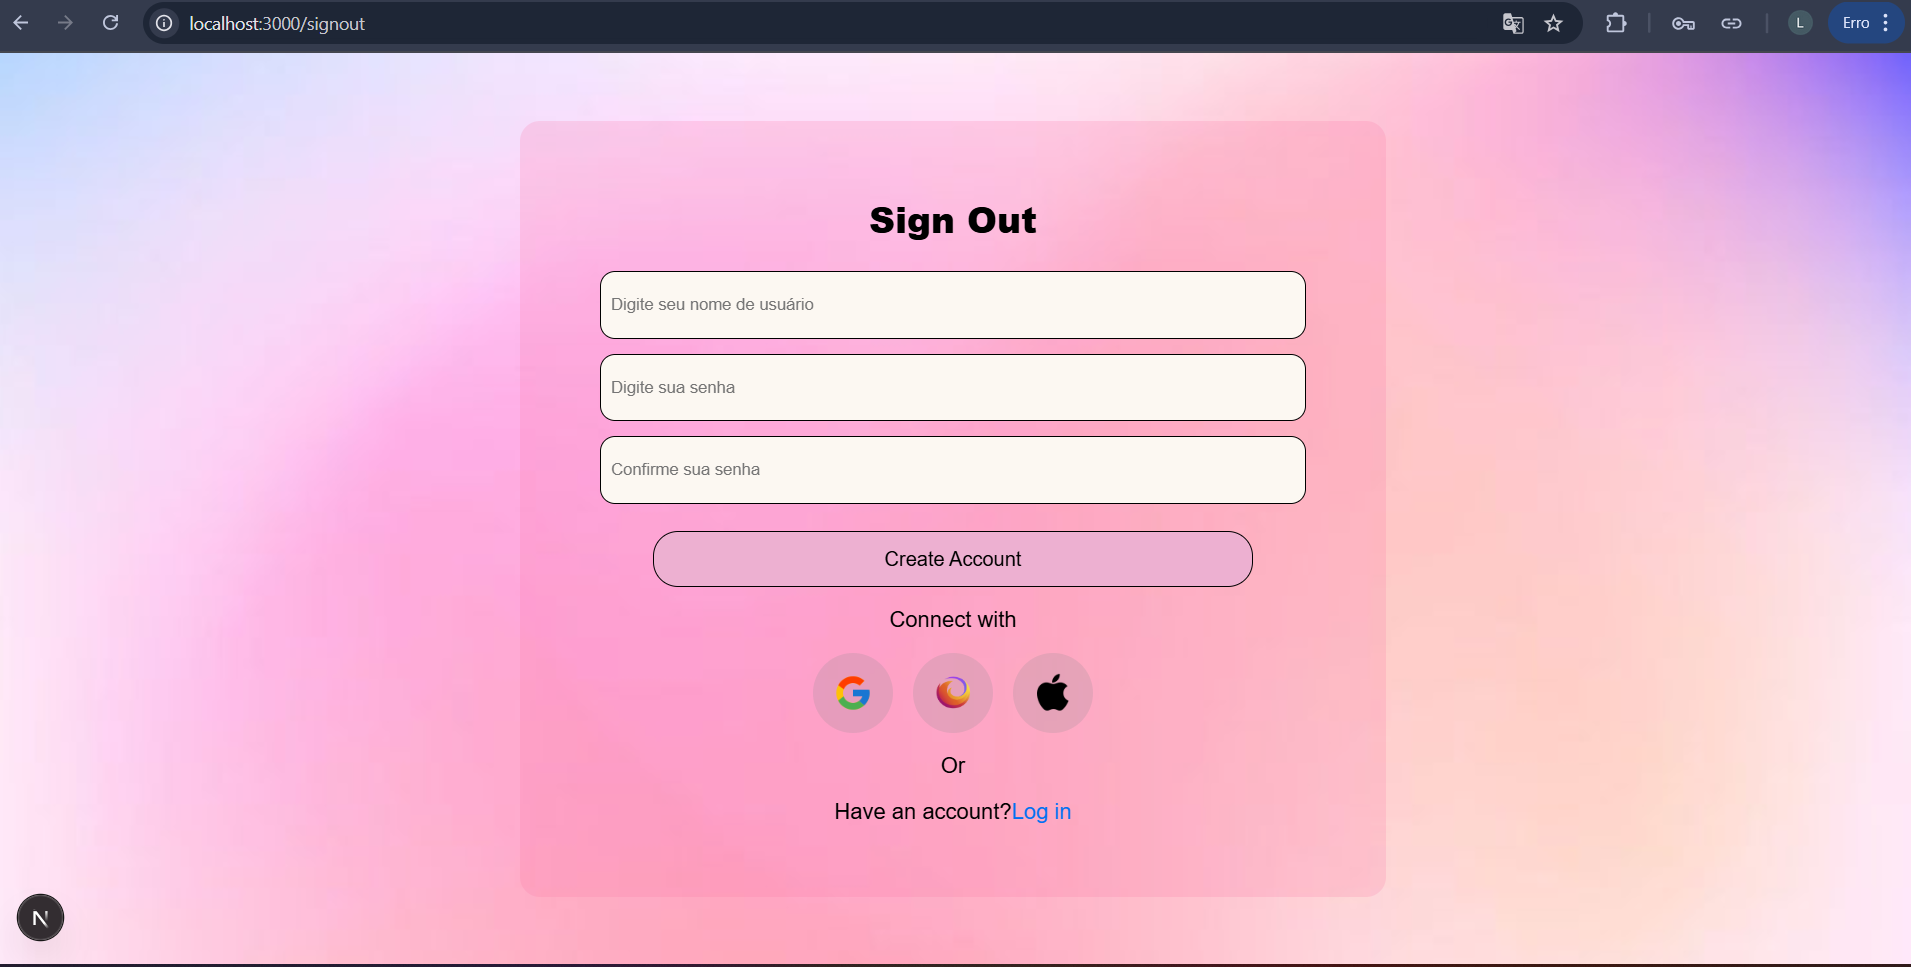 localhost:3000/signout
L
Erro
Sign Out
Digite seu nome de usuário
Digite sua senha
Confirme sua senha
Create Account
Connect with
Or
Have an account?Log in
N